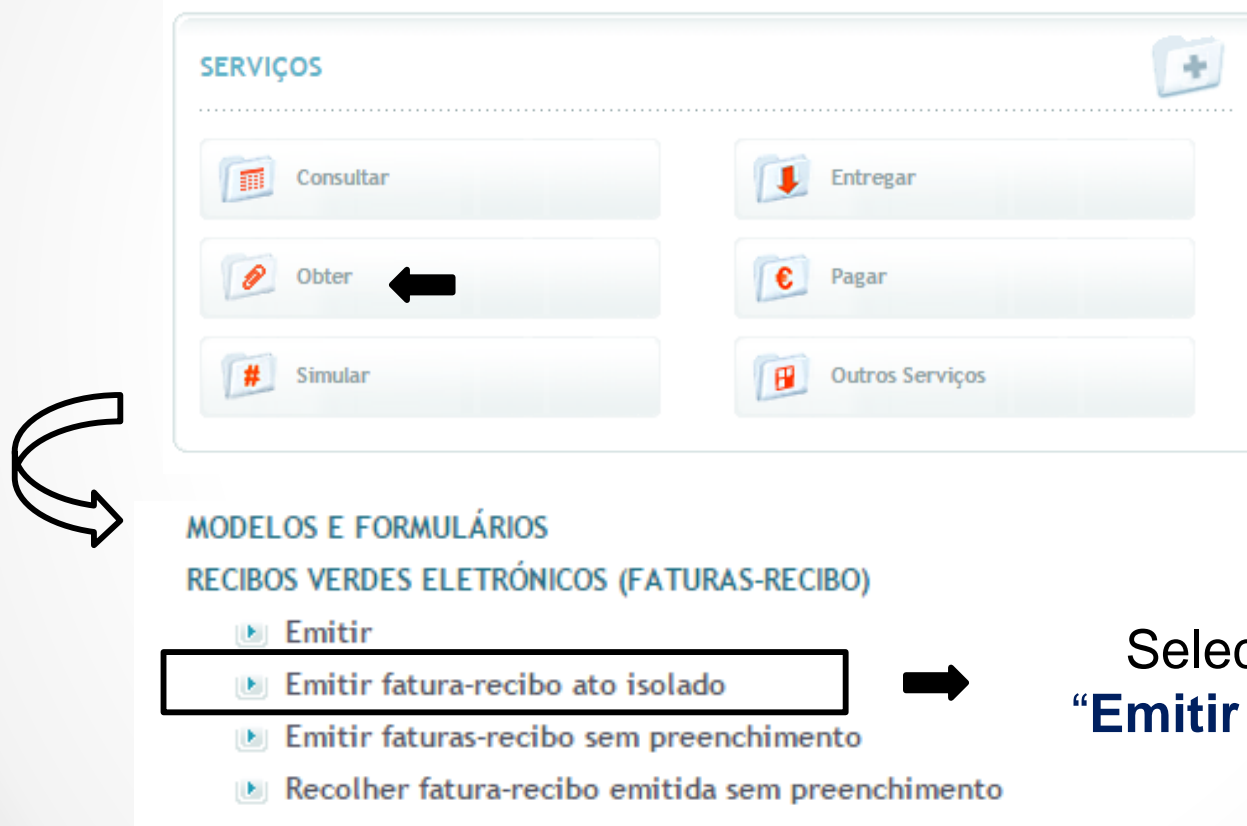 SERVIÇOS
Consultar
Entregar
Obter
Pagar
Simular
Outros Serviços
MODELOS E FORMULÁRIOS
RECIBOS VERDES ELETRÓNICOS (FATURAS-RECIBO)
Emitir
Emitir fatura-recibo ato isolado
Emitir faturas-recibo sem preenchimento
Recolher fatura-recibo emitida sem preenchimento
“Emitir